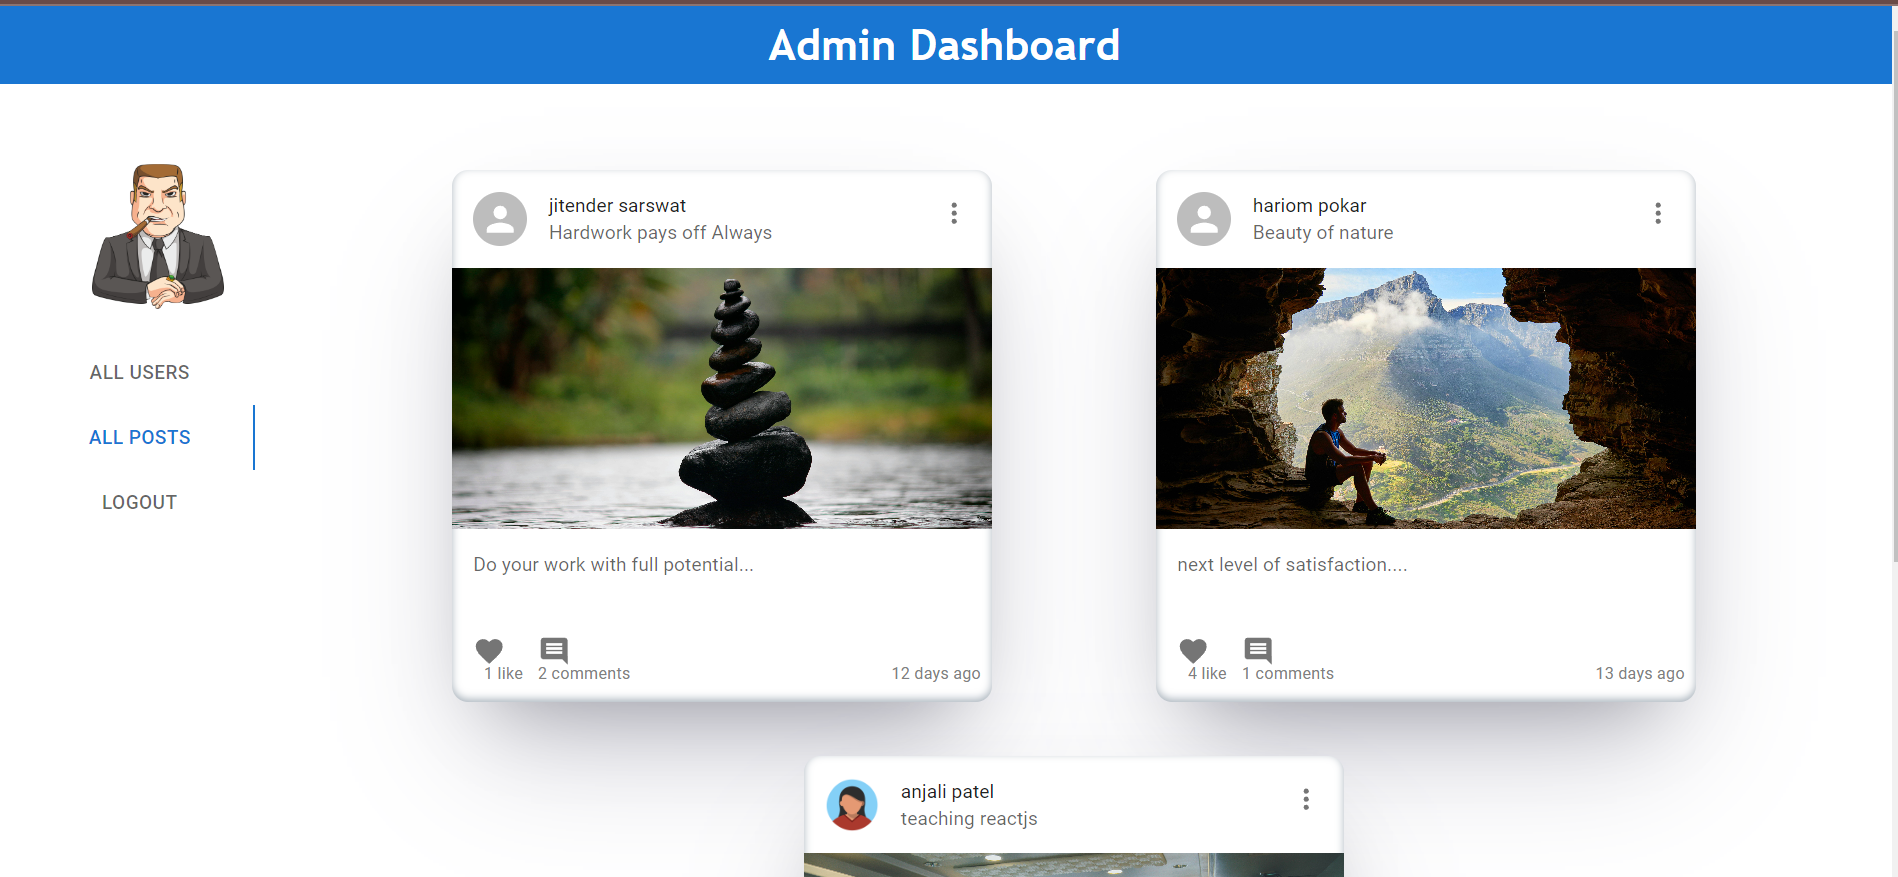 Admin Dashboard
ALL USERS
ALL POSTS
LOGOUT
jitender sarswat
Hardwork pays off Always
Do your work with full potential...
1 like 2 comments 12 days ago
hariom pokar
Beauty of nature
next level of satisfaction....
4 like 1 comments 13 days ago
anjali patel
teaching reactjs